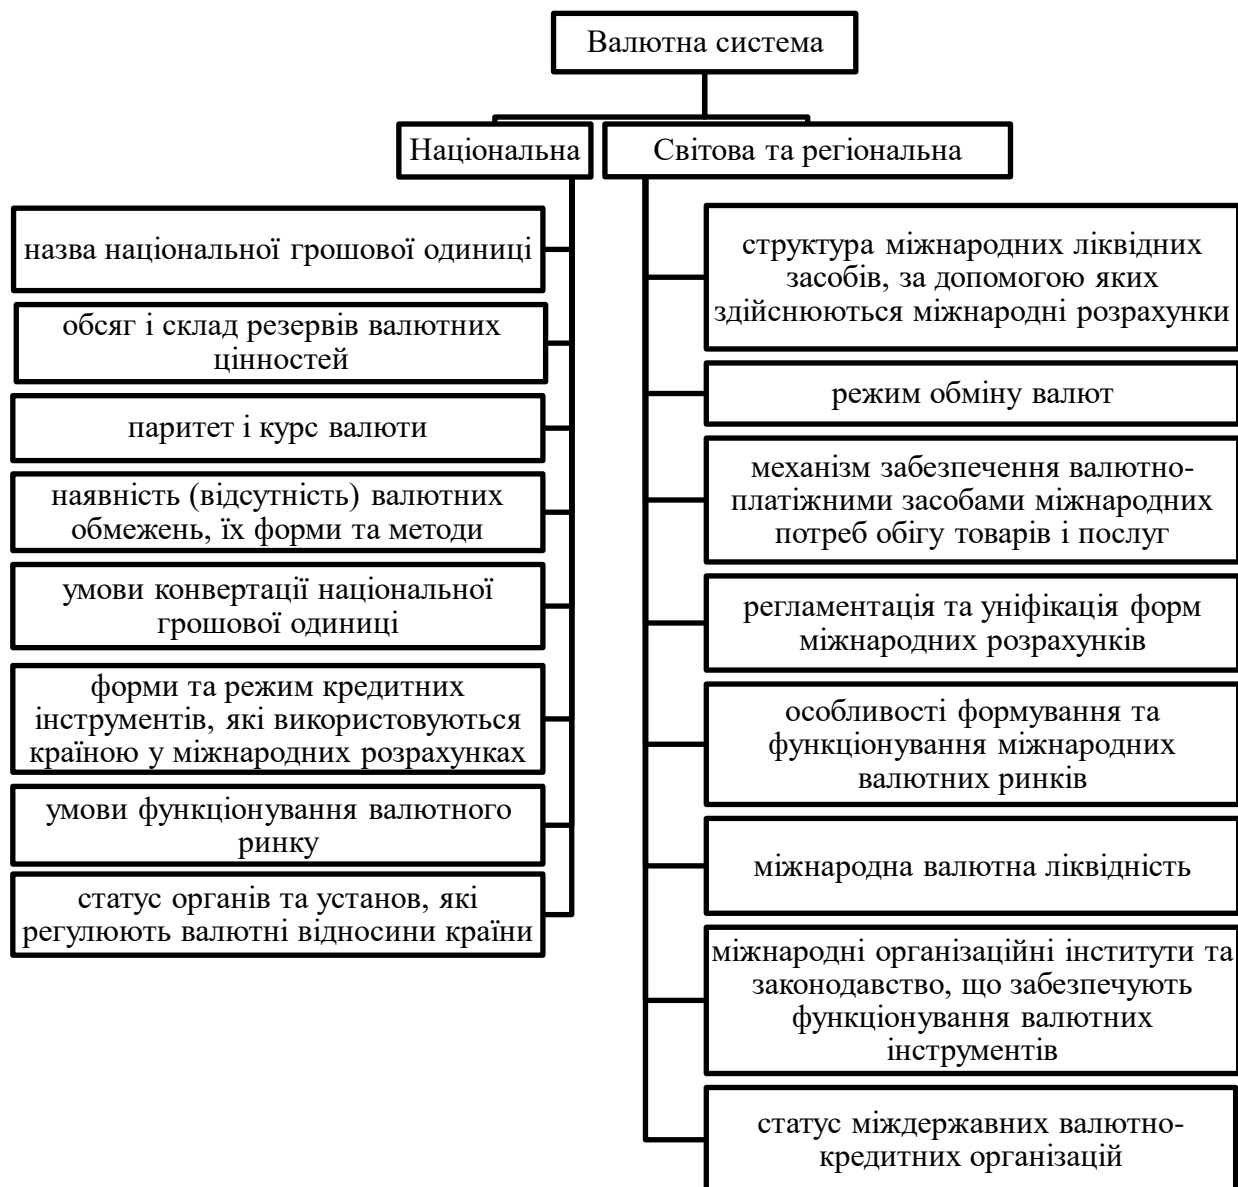 Валютна система
Національна
Світова та регіональна
назва національної грошової одиниці
обсяг і склад резервів валютних
цінностей
паритет і курс валюти
наявність (відсутність) валютних
обмежень, їх форми та методи
умови конвертації національної
грошової одиниці
форми та режим кредитних
інструментів, які використовуються
країною у міжнародних розрахунках
умови функціонування валютного
ринку
статус органів та установ, які
регулюють валютні відносини країни
структура міжнародних ліквідних
засобів, за допомогою яких
здійснюються міжнародні розрахунки
режим обміну валют
механізм забезпечення валютно-
платіжними засобами міжнародних
потреб обігу товарів і послуг
регламентація та уніфікація форм
міжнародних розрахунків
особливості формування та
функціонування міжнародних
валютних ринків
міжнародна валютна ліквідність
міжнародні організаційні інститути та
законодавство, що забезпечують
функціонування валютних
інструментів
статус міждержавних валютно-
кредитних організацій